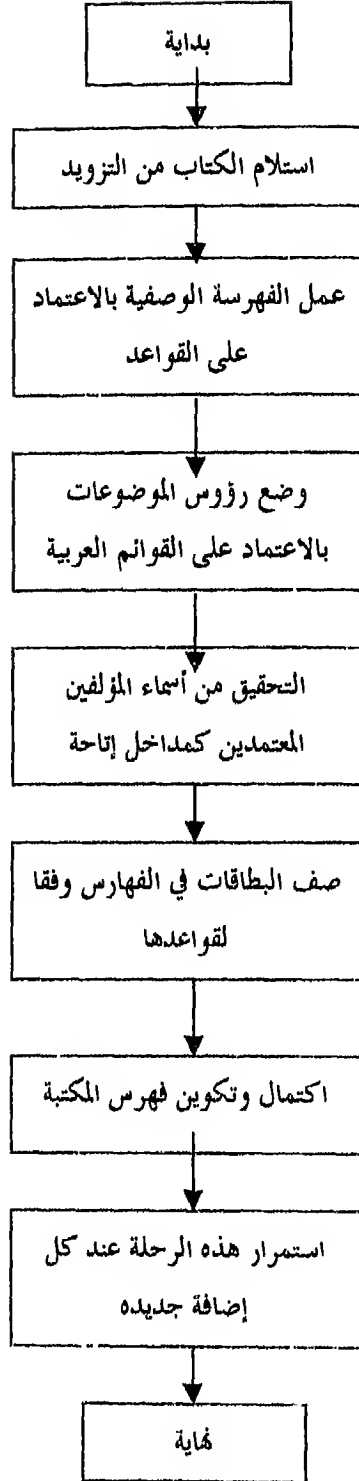 بداية
استلام الكتاب من التزويد
عمل الفهرسة الوصفية بالاعتماد
على القواعد
وضع رؤوس الموضوعات
بالاعتماد على القوائم العربية
التحقيق من أسماء المؤلفين
المعتمدين كمداخل إتاحة
صف البطاقات في الفهارس وفقا
لقواعدها
اكتمال وتكوين فهرس المكتبة
استمرار هذه الرحلة عند كل
إضافة جديده
نهاية